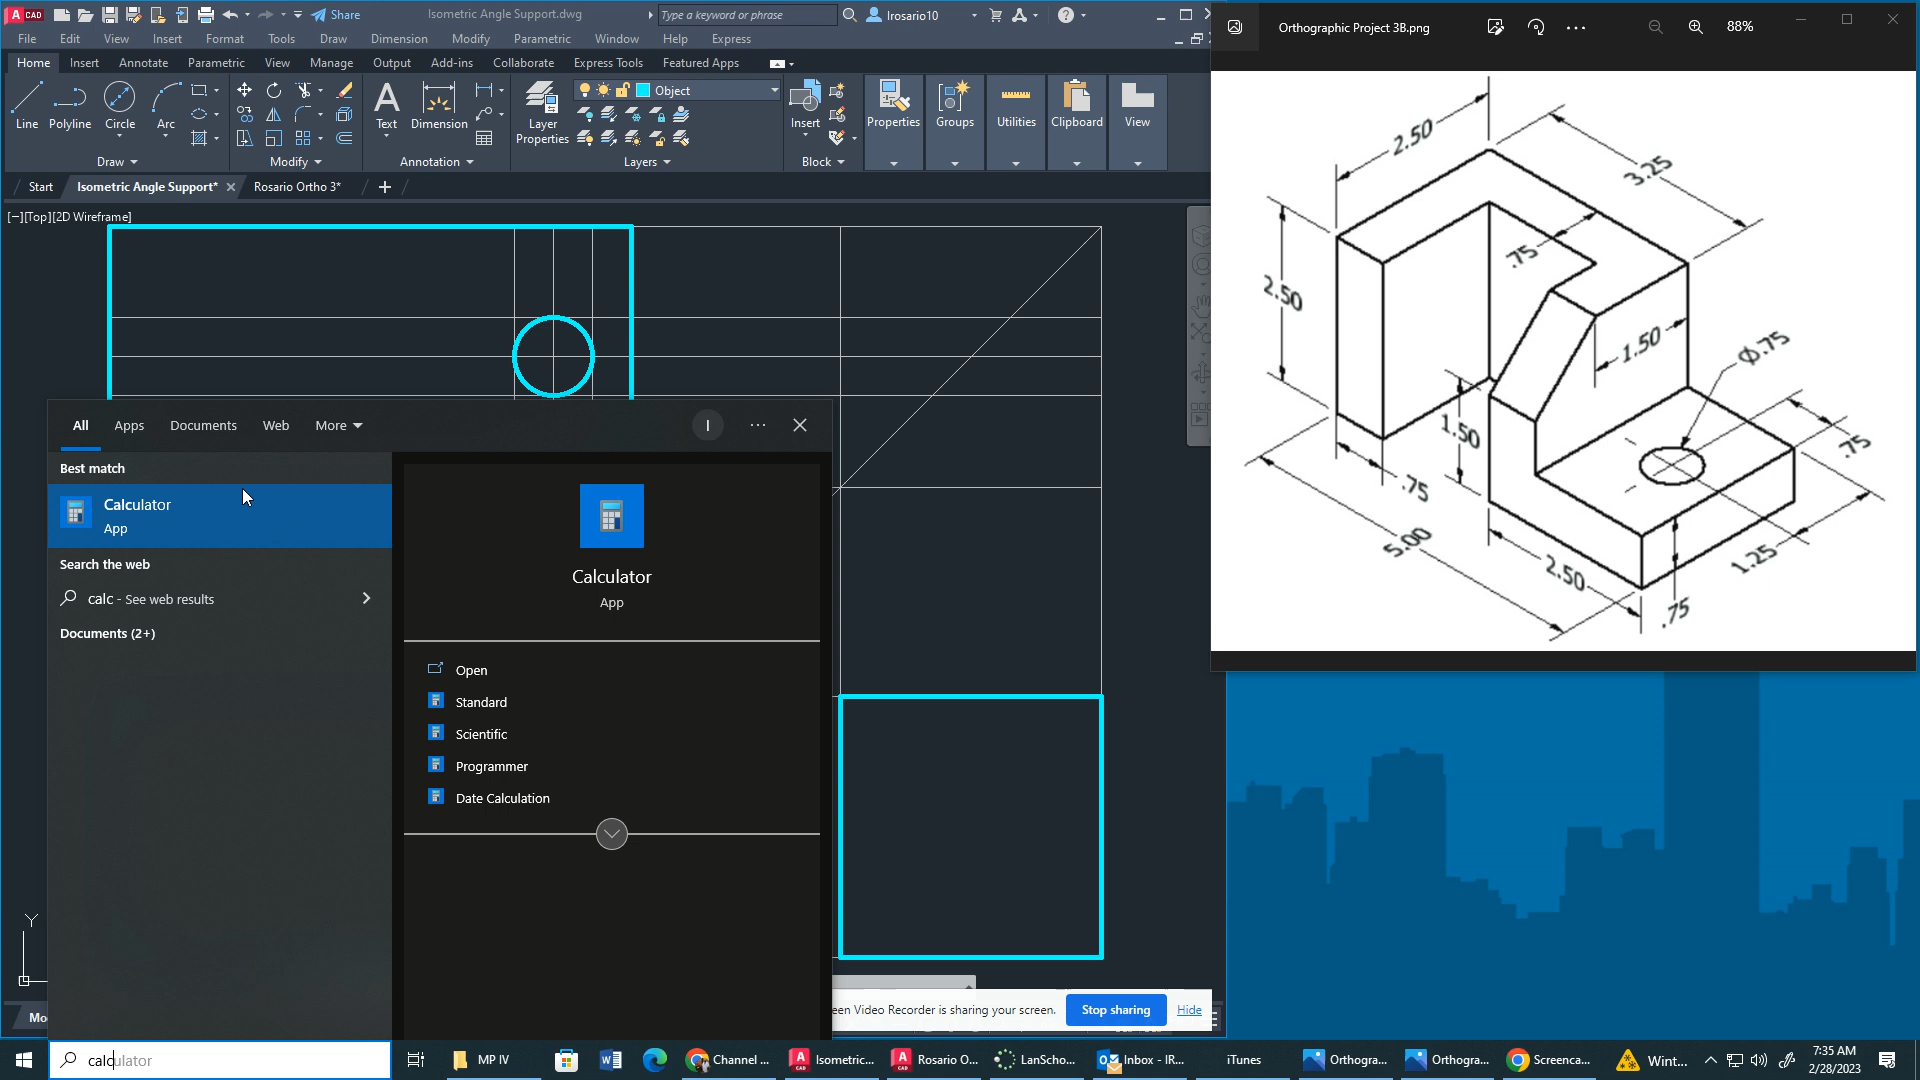 A CAD
Share
Isometric Angle Support.dwg
Type a keyword or phrase
lrosario10
File Edit View Insert Format Tools Draw Dimension Modify Parametric Window Help Express
Home Insert Annotate Parametric View Manage Output Add-ins Collaborate Express Tools Featured Apps
Line Polyline Circle Arc
Text Dimension
Layer Properties
Object
Insert
Properties Groups Utilities Clipboard View
Draw Modify Annotation Layers Block
Start Isometric Angle Support* Rosario Ortho 3*
[−][Top][2D Wireframe]
Orthographic Project 3B.png
88%
2.50
3.25
.75
2.50
1.50
Φ.75
1.50
.75
.75
5.00
2.50
1.25
.75
All Apps Documents Web More
I
Best match
Calculator
App
Search the web
calc - See web results
Documents (2+)
Calculator
App
Open
Standard
Scientific
Programmer
Date Calculation
Y
Mo
een Video Recorder is sharing your screen.
Stop sharing
Hide
calculator
MP IV
Channel ...
Isometric...
Rosario O...
LanScho...
Inbox - IR...
iTunes
Orthogra...
Orthogra...
Screenca...
Wint...
7:35 AM
2/28/2023